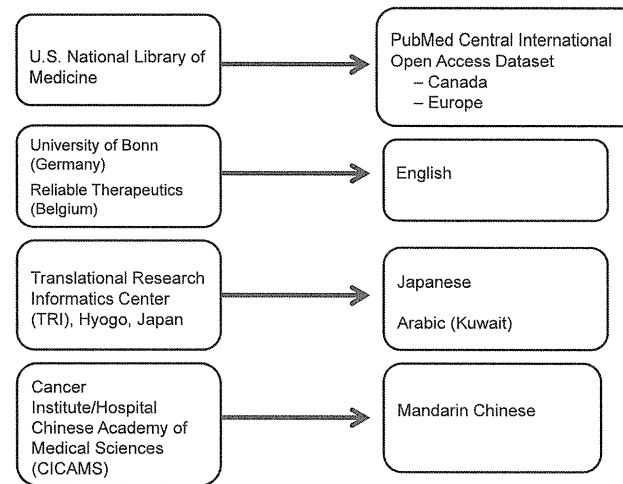 U.S. National Library of
Medicine
PubMed Central International
Open Access Dataset
– Canada
– Europe
University of Bonn
(Germany)
Reliable Therapeutics
(Belgium)
English
Translational Research
Informatics Center
(TRI), Hyogo, Japan
Japanese
Arabic (Kuwait)
Cancer
Institute/Hospital
Chinese Academy of
Medical Sciences
(CICAMS)
Mandarin Chinese